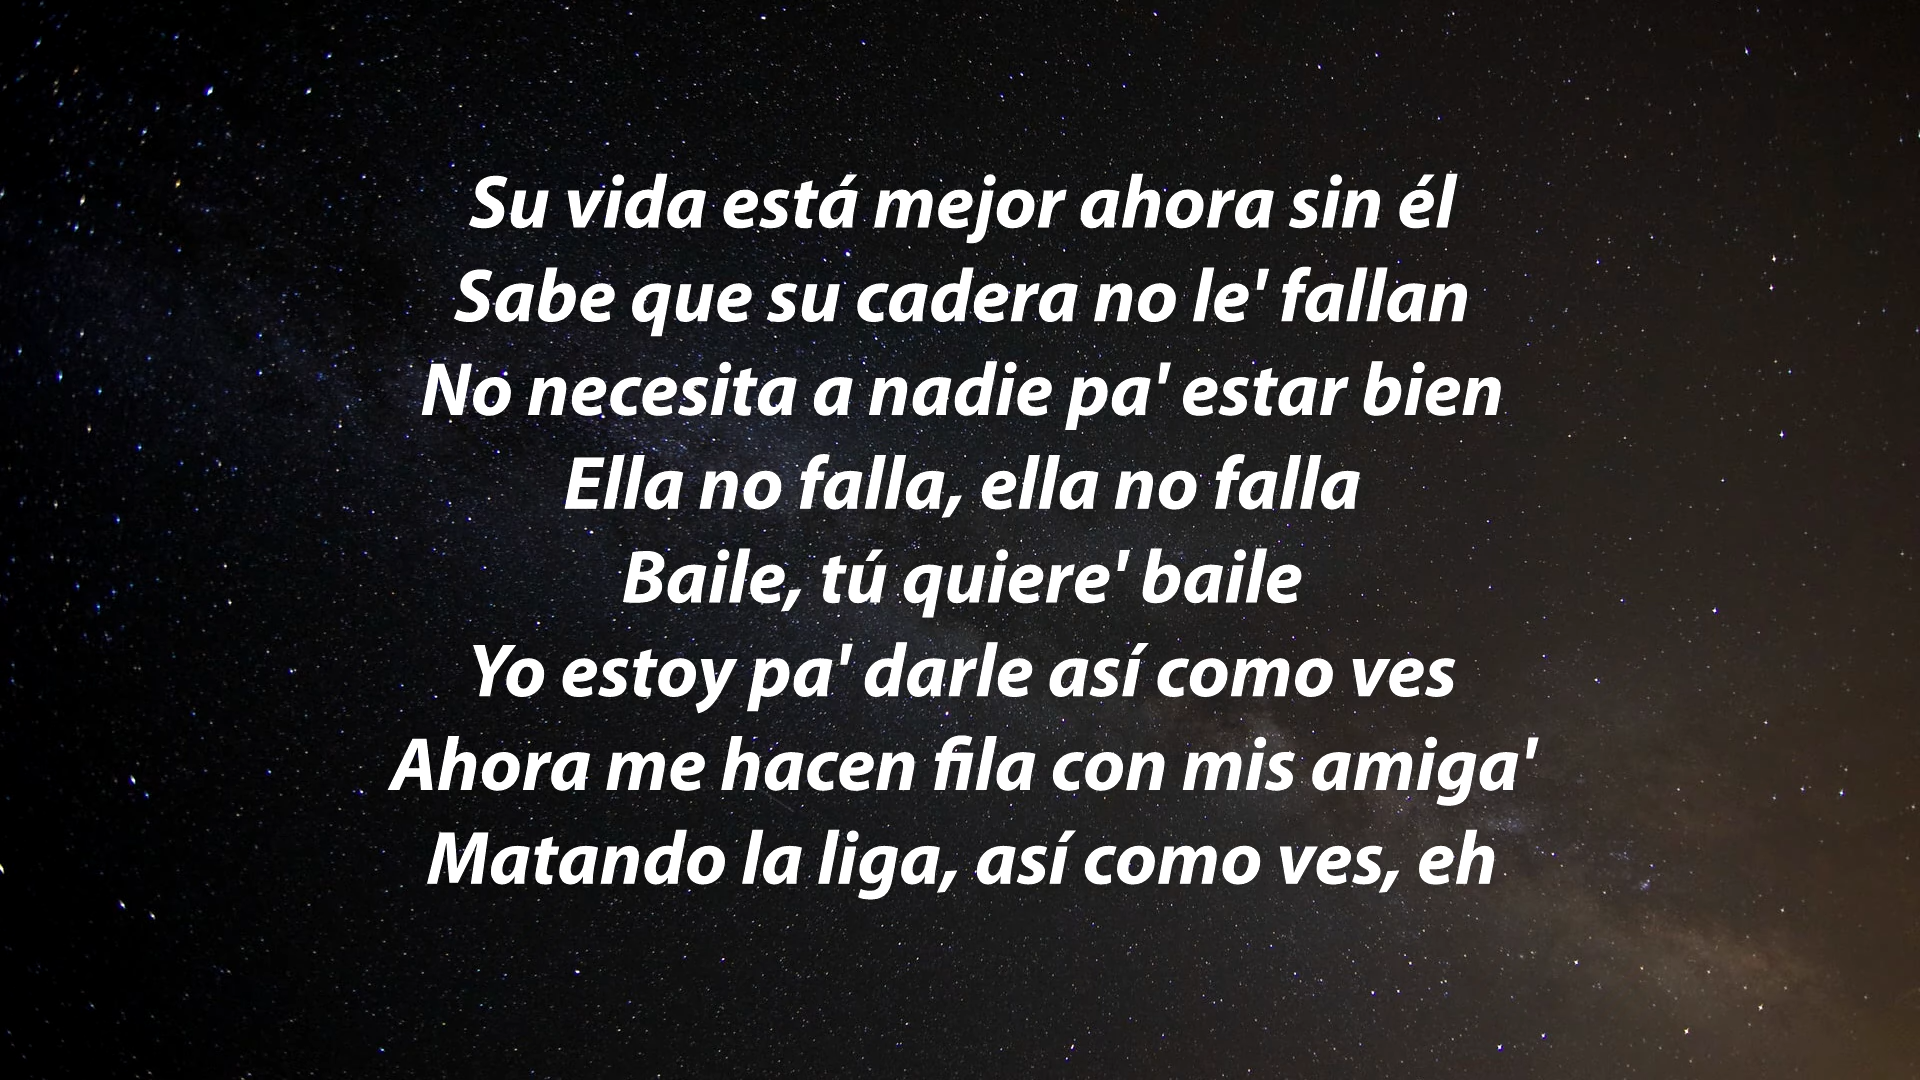 Su vida está mejor ahora sin él
Sabe que su cadera no le' fallan
No necesita a nadie pa' estar bien
Ella no falla, ella no falla
Baile, tú quiere' baile
Yo estoy pa' darle así como ves
Ahora me hacen fila con mis amiga'
Matando la liga, así como ves, eh